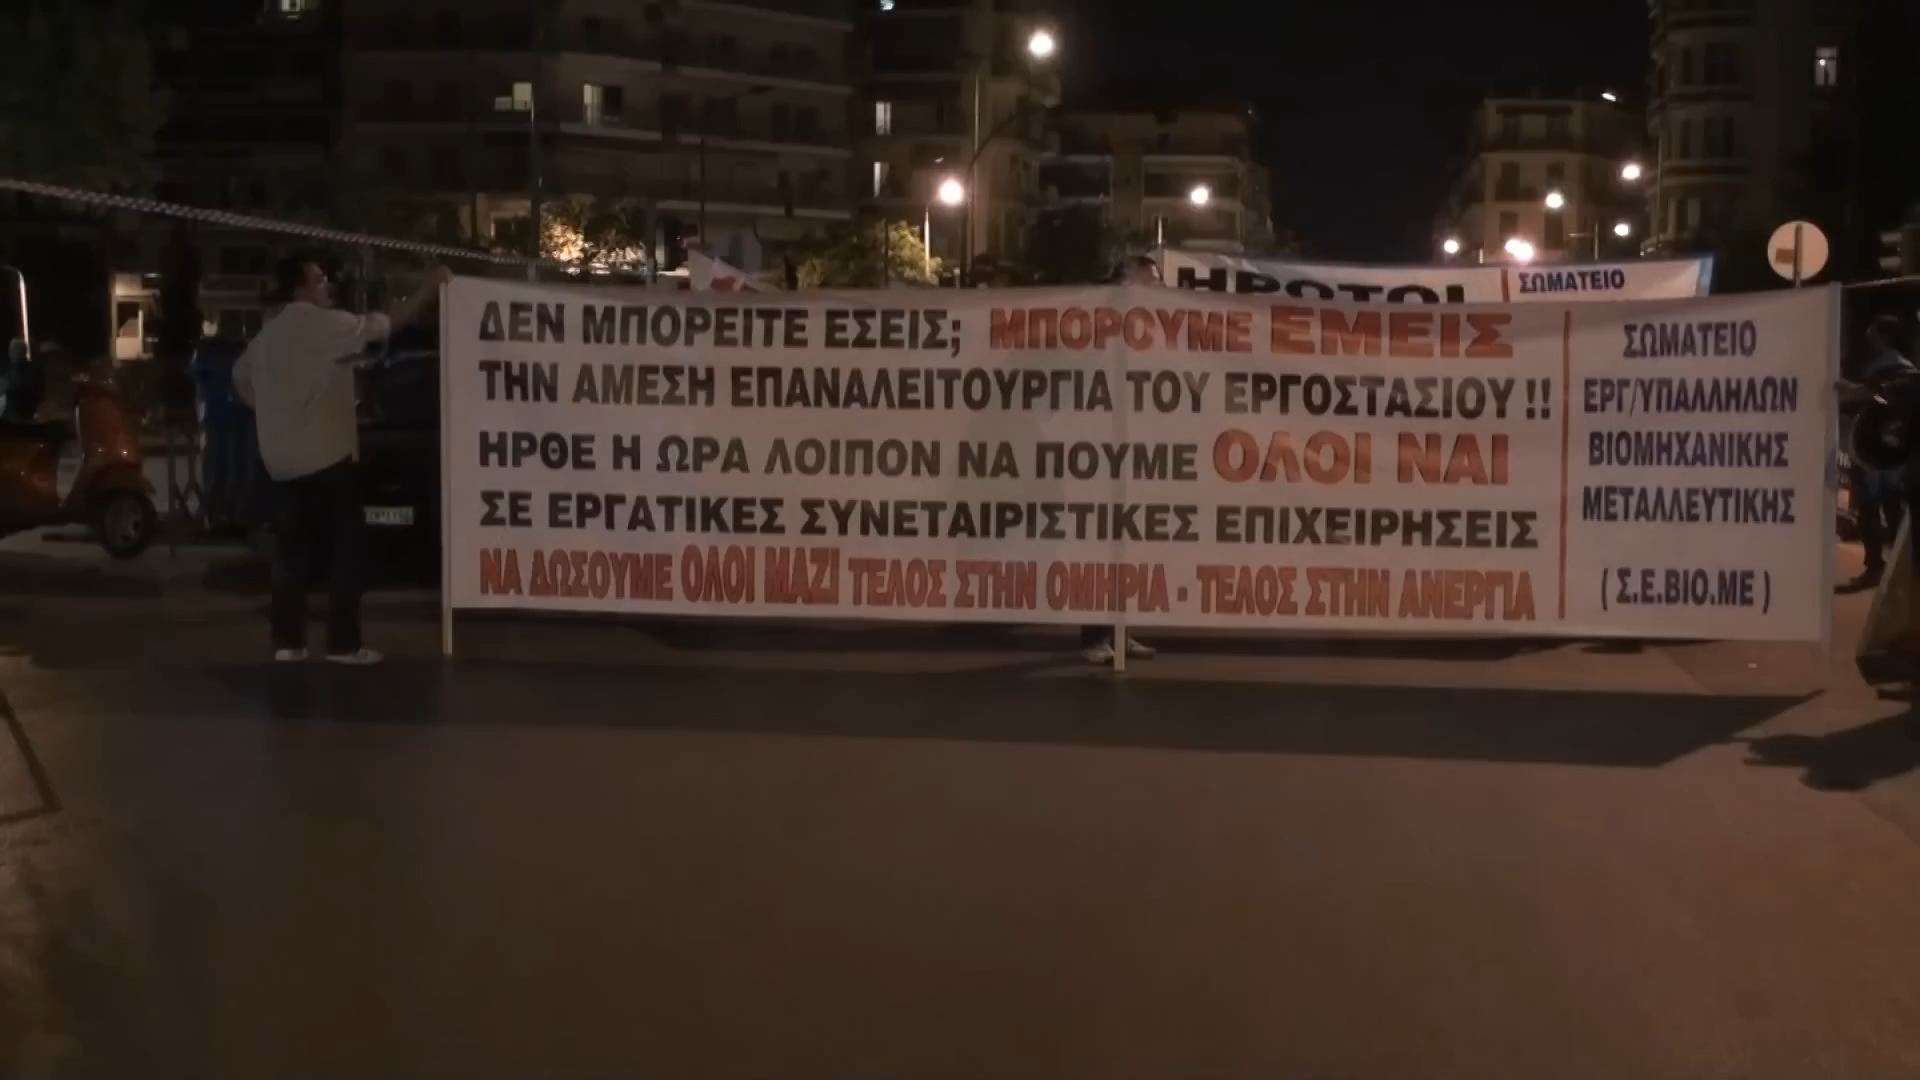 Η ΡΟΤΟΙ
ΣΩΜΑΤΕΙΟ
ΔΕΝ ΜΠΟΡΕΙΤΕ ΕΣΕΙΣ; ΜΠΟΡΟΥΜΕ ΕΜΕΙΣ
ΤΗΝ ΑΜΕΣΗ ΕΠΑΝΑΛΕΙΤΟΥΡΓΙΑ ΤΟΥ ΕΡΓΟΣΤΑΣΙΟΥ !!
ΗΡΘΕ Η ΩΡΑ ΛΟΙΠΟΝ ΝΑ ΠΟΥΜΕ ΟΛΟΙ ΝΑΙ
ΣΕ ΕΡΓΑΤΙΚΕΣ ΣΥΝΕΤΑΙΡΙΣΤΙΚΕΣ ΕΠΙΧΕΙΡΗΣΕΙΣ
ΝΑ ΔΩΣΟΥΜΕ ΟΛΟΙ ΜΑΖΙ ΤΕΛΟΣ ΣΤΗΝ ΟΜΗΡΙΑ - ΤΕΛΟΣ ΣΤΗΝ ΑΝΕΡΓΙΑ
ΣΩΜΑΤΕΙΟ
ΕΡΓ/ΥΠΑΛΛΗΛΩΝ
ΒΙΟΜΗΧΑΝΙΚΗΣ
ΜΕΤΑΛΛΕΥΤΙΚΗΣ
( Σ.Ε.ΒΙΟ.ΜΕ )